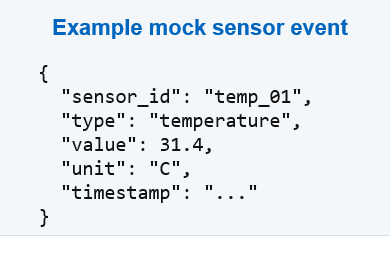 Example mock sensor event
{
"sensor_id": "temp_01",
"type": "temperature",
"value": 31.4,
"unit": "C",
"timestamp": "..."
}